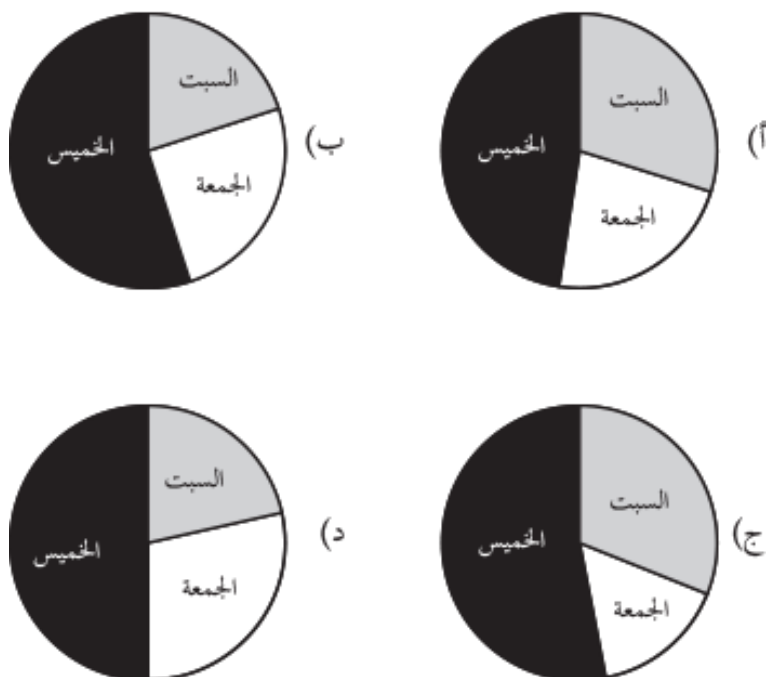 أ)
السبت
الخميس
الجمعة
ب)
السبت
الخميس
الجمعة
ج)
السبت
الخميس
الجمعة
د)
السبت
الخميس
الجمعة